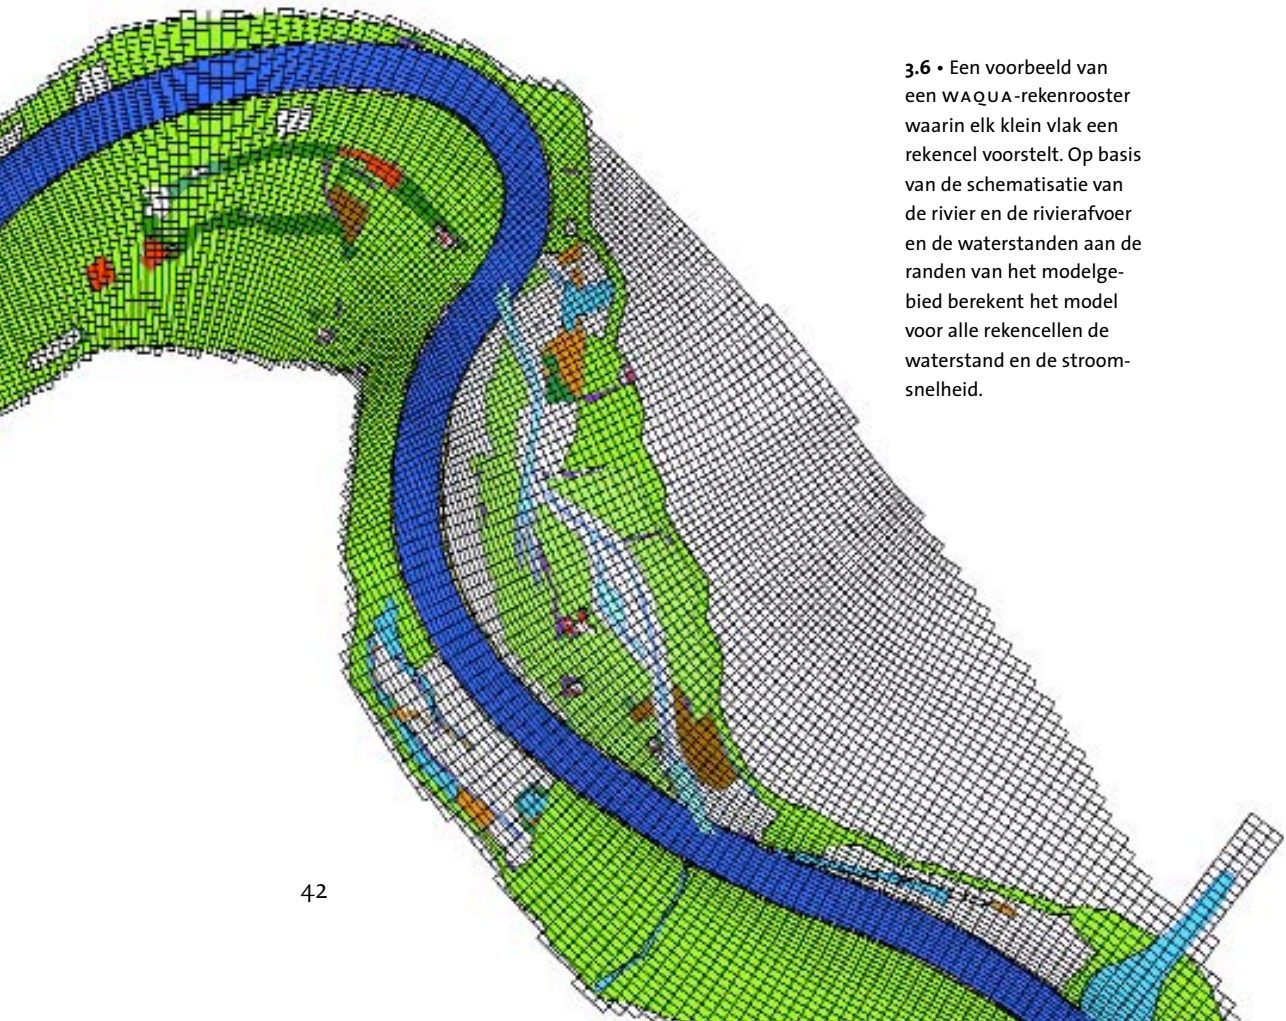 3.6 • Een voorbeeld van
een WAQUA-rekenrooster
waarin elk klein vlak een
rekencel voorstelt. Op basis
van de schematisatie van
de rivier en de rivierafvoer
en de waterstanden aan de
randen van het modelge-
bied berekent het model
voor alle rekencellen de
waterstand en de stroom-
snelheid.
42